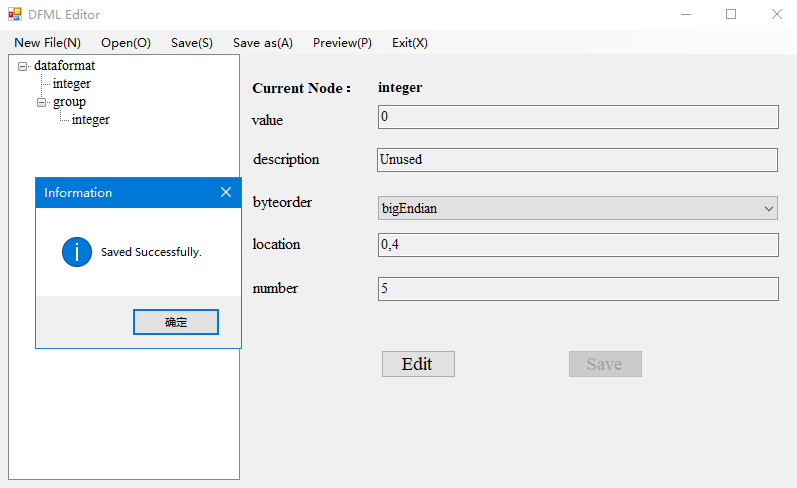 DFML Editor
New File(N) Open(O) Save(S) Save as(A) Preview(P) Exit(X)
dataformat
integer
group
integer
Information
Saved Successfully.
确定
Current Node： integer
value 0
description Unused
byteorder bigEndian
location 0,4
number 5
Edit Save